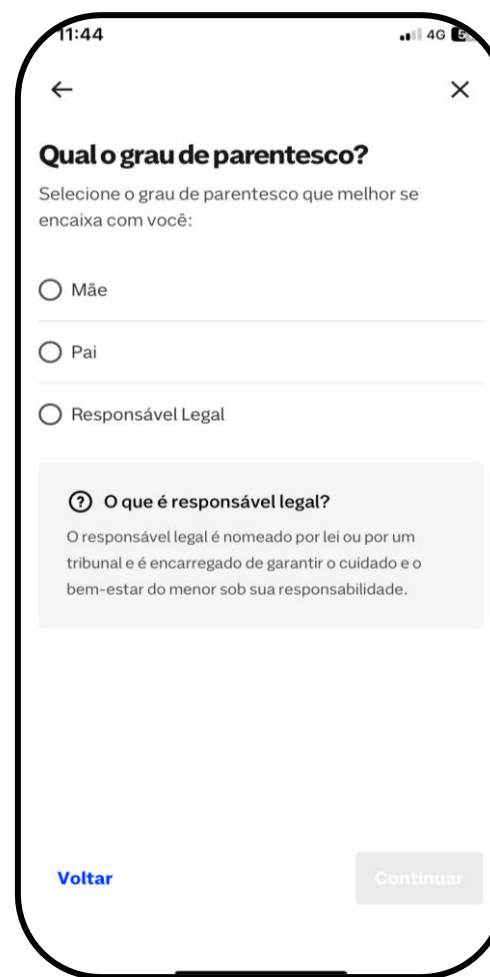 11:44
4G
Qual o grau de parentesco?
Selecione o grau de parentesco que melhor se
encaixa com você:
Mãe
Pai
Responsável Legal
O que é responsável legal?
O responsável legal é nomeado por lei ou por um
tribunal e é encarregado de garantir o cuidado e o
bem-estar do menor sob sua responsabilidade.
Voltar
Continuar